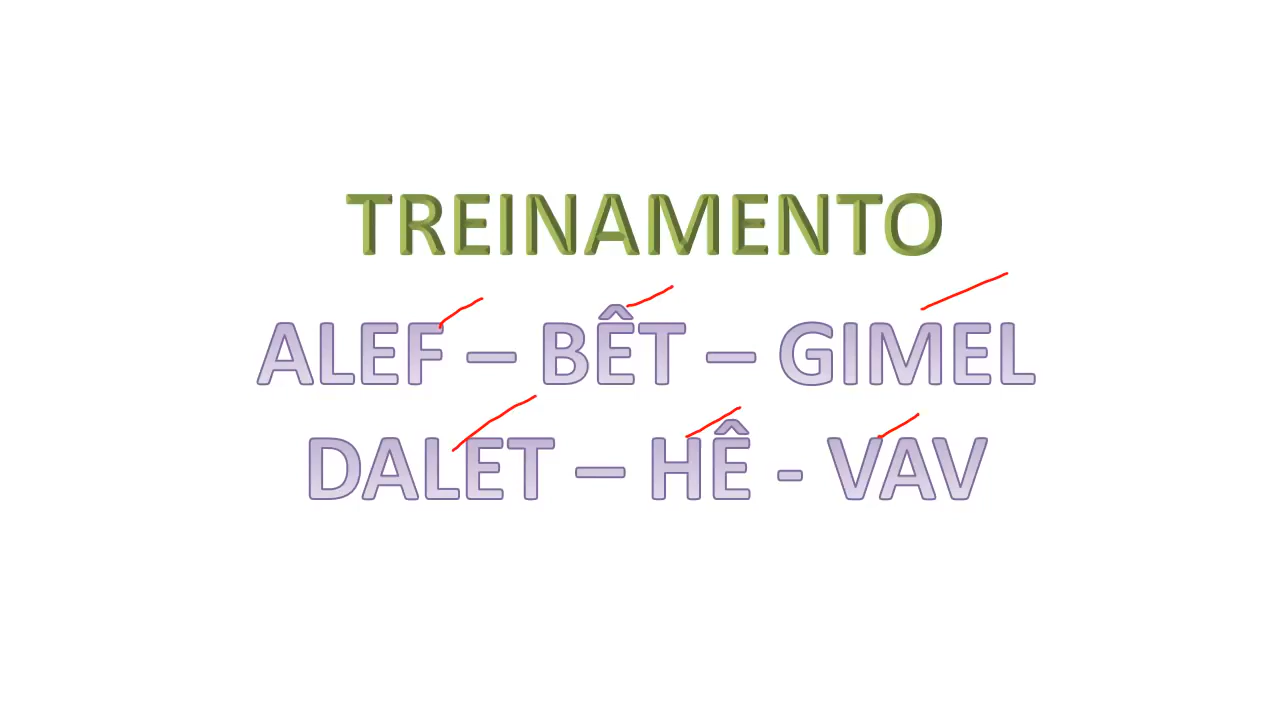 TREINAMENTO
ALEF – BÊT – GIMEL
DALET – HÊ - VAV